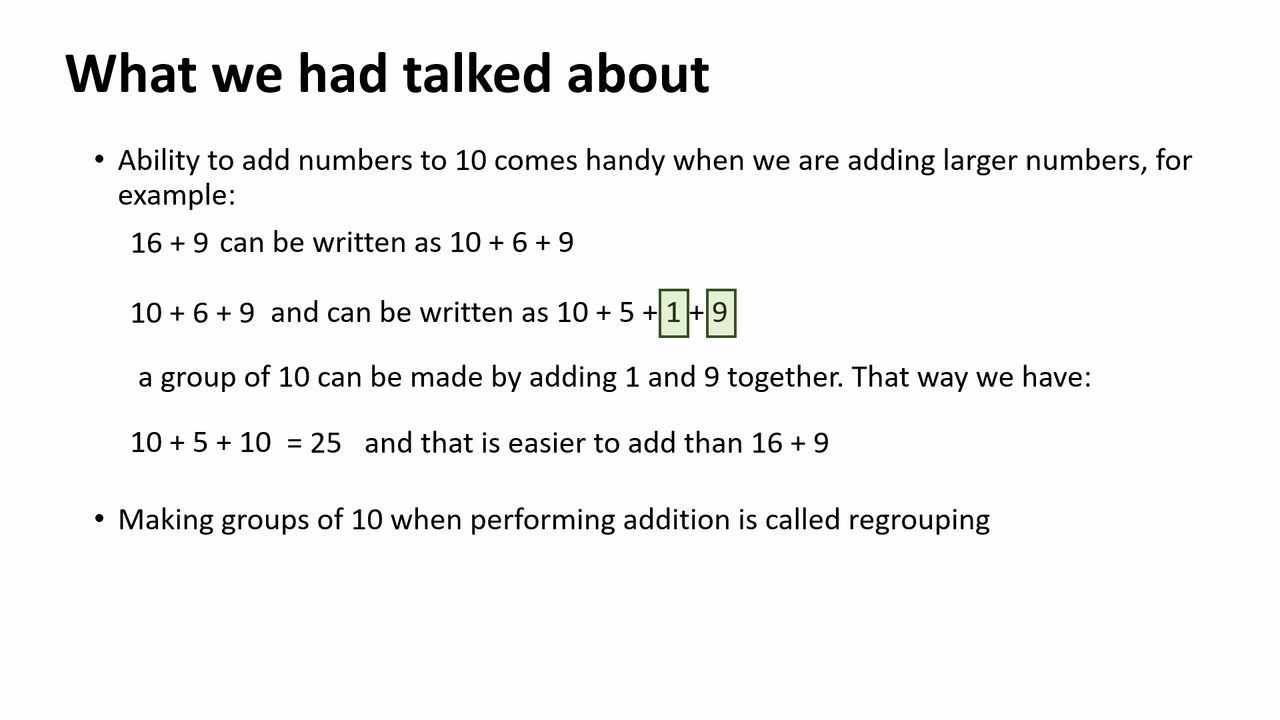 What we had talked about
• Ability to add numbers to 10 comes handy when we are adding larger numbers, for
example:
16 + 9 can be written as 10 + 6 + 9
10 + 6 + 9 and can be written as 10 + 5 + 1 + 9
a group of 10 can be made by adding 1 and 9 together. That way we have:
10 + 5 + 10 = 25 and that is easier to add than 16 + 9
• Making groups of 10 when performing addition is called regrouping